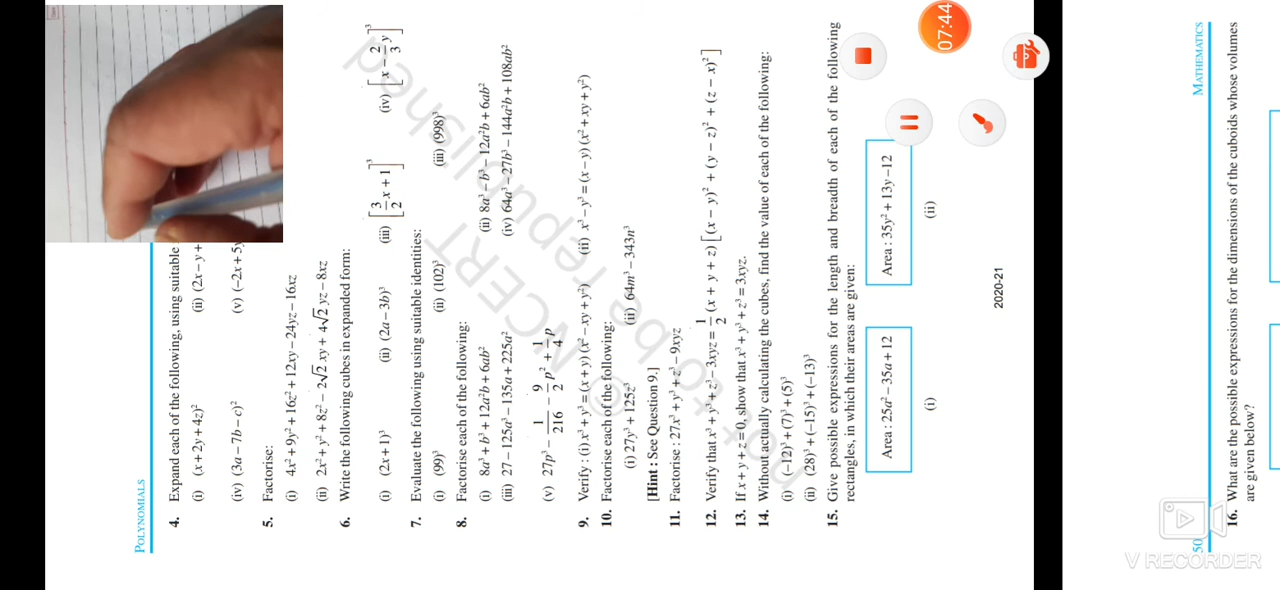 POLYNOMIALS
4. Expand each of the following, using suitable
(i) (x + 2y + 4z)² (ii) (2x – y +
(iv) (3a – 7b – c)² (v) (–2x + 5y
5. Factorise:
(i) 4x² + 9y² + 16z² + 12xy – 24yz – 16xz
(ii) 2x² + y² + 8z² – 2√2 xy + 4√2 yz – 8xz
6. Write the following cubes in expanded form:
(i) (2x + 1)³ (ii) (2a – 3b)³ (iii) [3/2 x + 1]³ (iv) [x – 2/3 y]³
7. Evaluate the following using suitable identities:
(i) (99)³ (ii) (102)³ (iii) (998)³
8. Factorise each of the following:
(i) 8a³ + b³ + 12a²b + 6ab² (ii) 8a³ – b³ – 12a²b + 6ab²
(iii) 27 – 125a³ – 135a + 225a² (iv) 64a³ – 27b³ – 144a²b + 108ab²
(v) 27p³ – 1/216 – 9/2 p² + 1/4 p
9. Verify : (i) x³ + y³ = (x + y) (x² – xy + y²) (ii) x³ – y³ = (x – y) (x² + xy + y²)
10. Factorise each of the following:
(i) 27y³ + 125z³ (ii) 64m³ – 343n³
[Hint : See Question 9.]
11. Factorise : 27x³ + y³ + z³ – 9xyz
12. Verify that x³ + y³ + z³ – 3xyz = 1/2 (x + y + z) [(x – y)² + (y – z)² + (z – x)²]
13. If x + y + z = 0, show that x³ + y³ + z³ = 3xyz.
14. Without actually calculating the cubes, find the value of each of the following:
(i) (–12)³ + (7)³ + (5)³
(ii) (28)³ + (–15)³ + (–13)³
15. Give possible expressions for the length and breadth of each of the following
rectangles, in which their areas are given:
Area : 25a² – 35a + 12 Area : 35y² + 13y –12
(i) (ii)
2020-21
© NCERT
not to be republished
07:44
50 MATHEMATICS
16. What are the possible expressions for the dimensions of the cuboids whose volumes
are given below?
V RECORDER